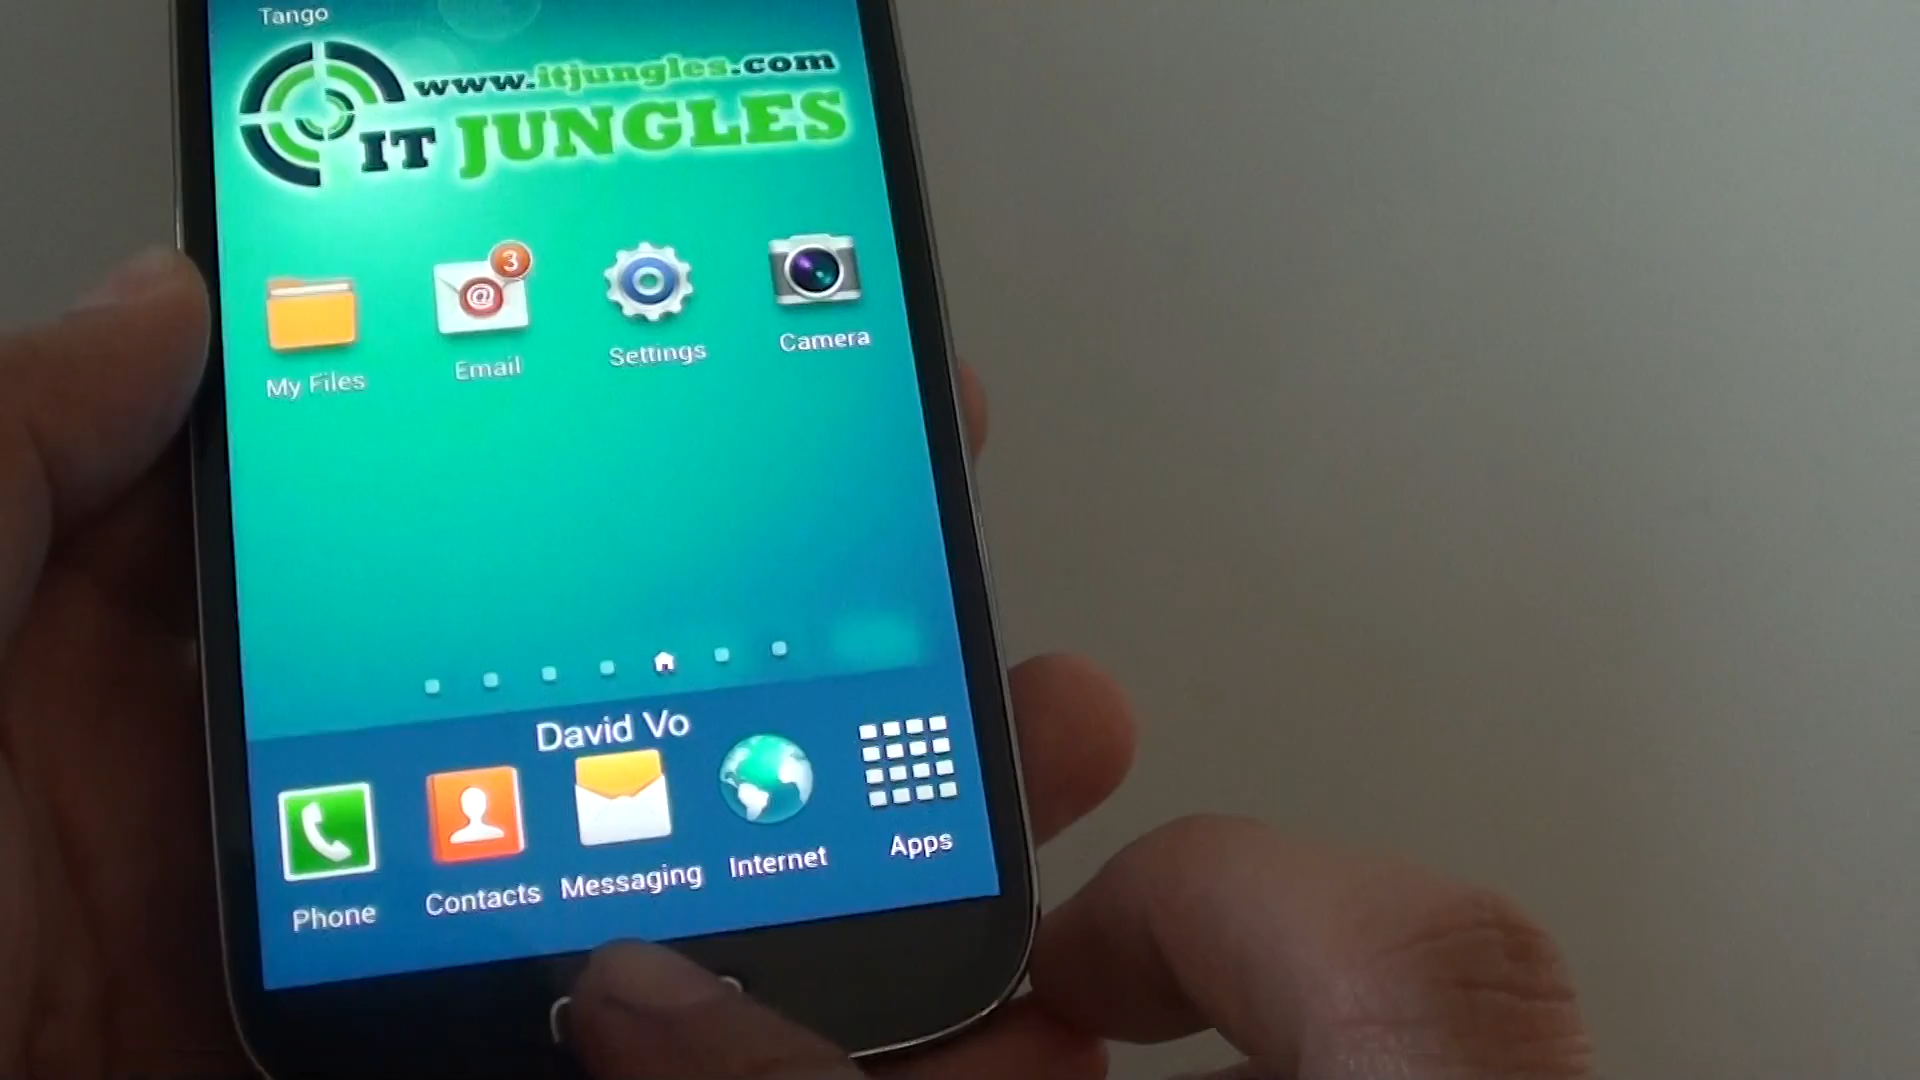 Tango
www.itjungles.com
IT JUNGLES
3
@
My Files
Email
Settings
Camera
David Vo
Phone
Contacts
Messaging
Internet
Apps